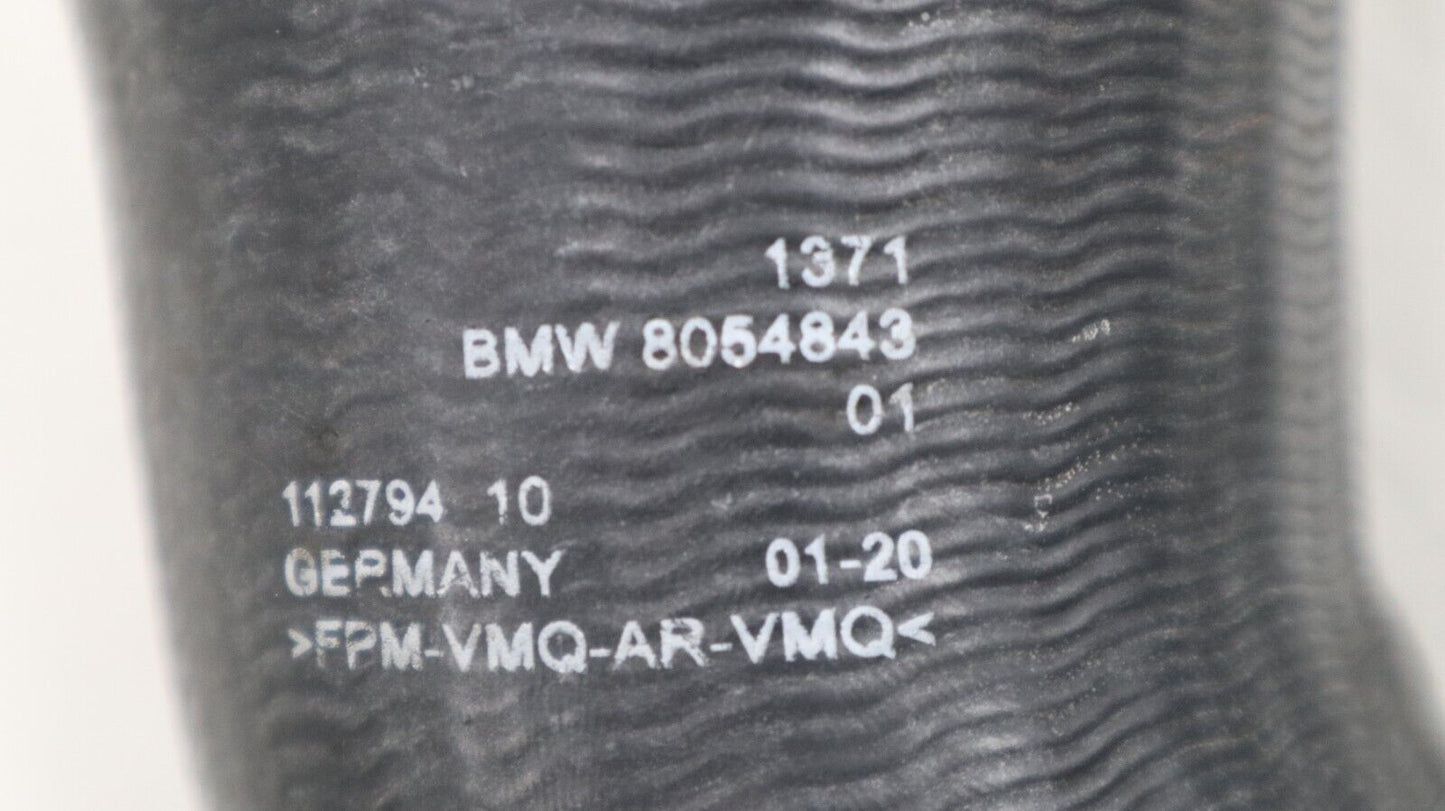 1371
BMW 8054843
01
112794 10
GERMANY 01-20
>FPM-VMQ-AR-VMQ<